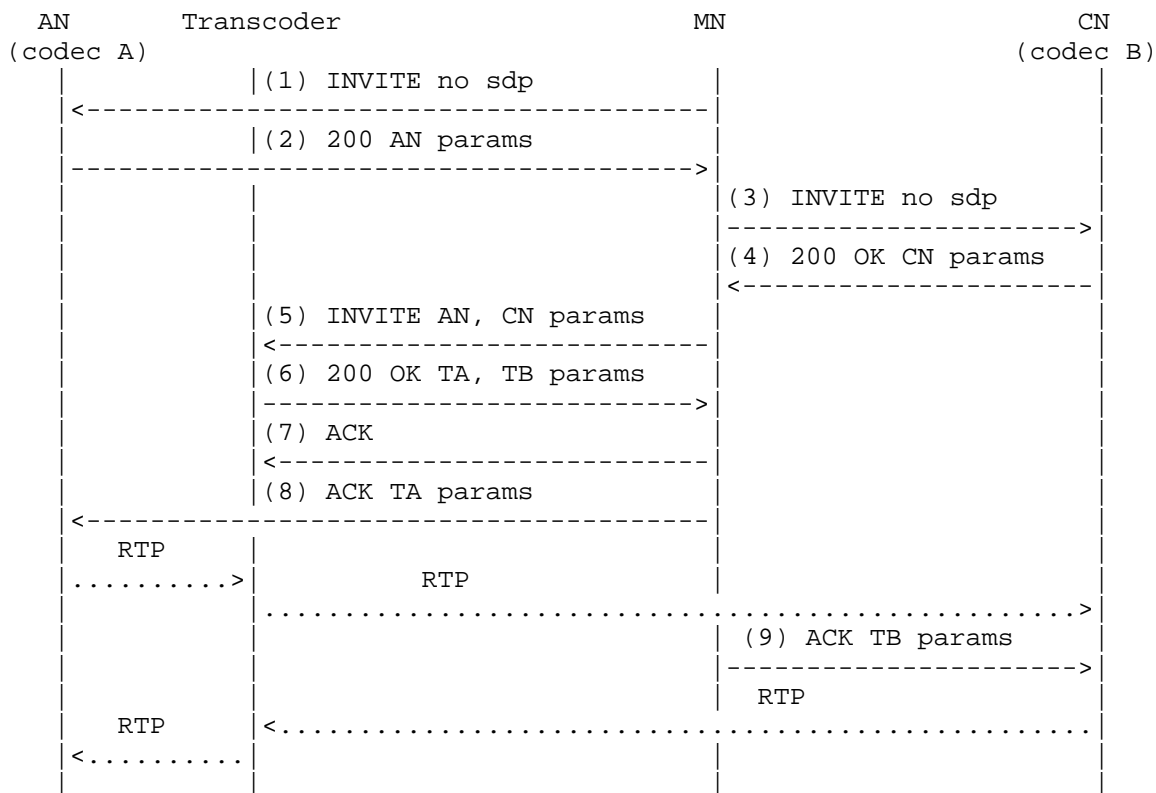 AN Transcoder MN CN
(codec A) (codec B)
(1) INVITE no sdp
(2) 200 AN params
(3) INVITE no sdp
(4) 200 OK CN params
(5) INVITE AN, CN params
(6) 200 OK TA, TB params
(7) ACK
(8) ACK TA params
RTP
RTP
(9) ACK TB params
RTP
RTP